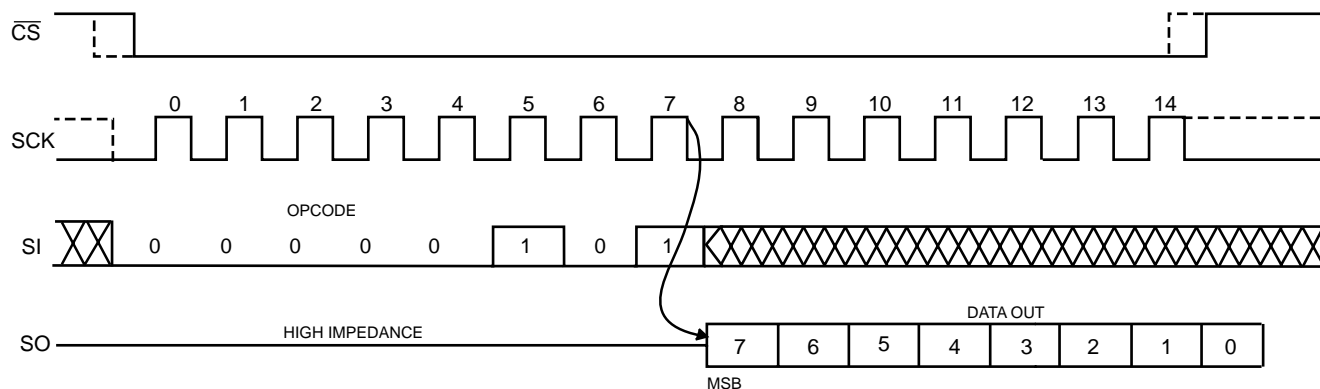 CS
0 1 2 3 4 5 6 7 8 9 10 11 12 13 14
SCK
OPCODE
SI 0 0 0 0 0 1 0 1
HIGH IMPEDANCE DATA OUT
SO 7 6 5 4 3 2 1 0
MSB